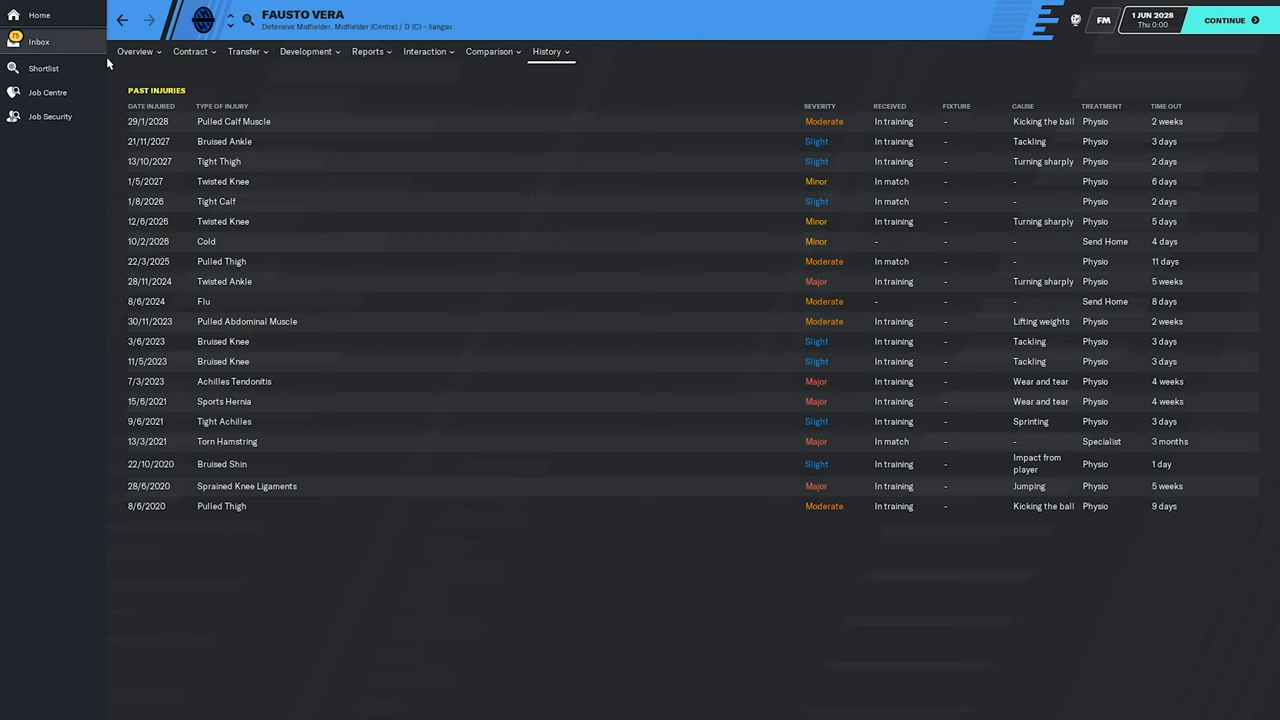 Home
75
Inbox
Shortlist
Job Centre
Job Security
FAUSTO VERA
Defensive Midfielder, Midfielder (Centre) / D (C) - Jiangsu
FM
1 JUN 2028
Thu 0:00
CONTINUE
Overview Contract Transfer Development Reports Interaction Comparison History
PAST INJURIES
DATE INJURED TYPE OF INJURY SEVERITY RECEIVED FIXTURE CAUSE TREATMENT TIME OUT
29/1/2028 Pulled Calf Muscle Moderate In training - Kicking the ball Physio 2 weeks
21/11/2027 Bruised Ankle Slight In training - Tackling Physio 3 days
13/10/2027 Tight Thigh Slight In training - Turning sharply Physio 2 days
1/5/2027 Twisted Knee Minor In match - - Physio 6 days
1/8/2026 Tight Calf Slight In match - - Physio 2 days
12/6/2026 Twisted Knee Minor In training - Turning sharply Physio 5 days
10/2/2026 Cold Minor - - - Send Home 4 days
22/3/2025 Pulled Thigh Moderate In match - - Physio 11 days
28/11/2024 Twisted Ankle Major In training - Turning sharply Physio 5 weeks
8/6/2024 Flu Moderate - - - Send Home 8 days
30/11/2023 Pulled Abdominal Muscle Moderate In training - Lifting weights Physio 2 weeks
3/6/2023 Bruised Knee Slight In training - Tackling Physio 3 days
11/5/2023 Bruised Knee Slight In training - Tackling Physio 3 days
7/3/2023 Achilles Tendonitis Major In training - Wear and tear Physio 4 weeks
15/6/2021 Sports Hernia Major In training - Wear and tear Physio 4 weeks
9/6/2021 Tight Achilles Slight In training - Sprinting Physio 3 days
13/3/2021 Torn Hamstring Major In match - - Specialist 3 months
22/10/2020 Bruised Shin Slight In training - Impact from player Physio 1 day
28/6/2020 Sprained Knee Ligaments Major In training - Jumping Physio 5 weeks
8/6/2020 Pulled Thigh Moderate In training - Kicking the ball Physio 9 days